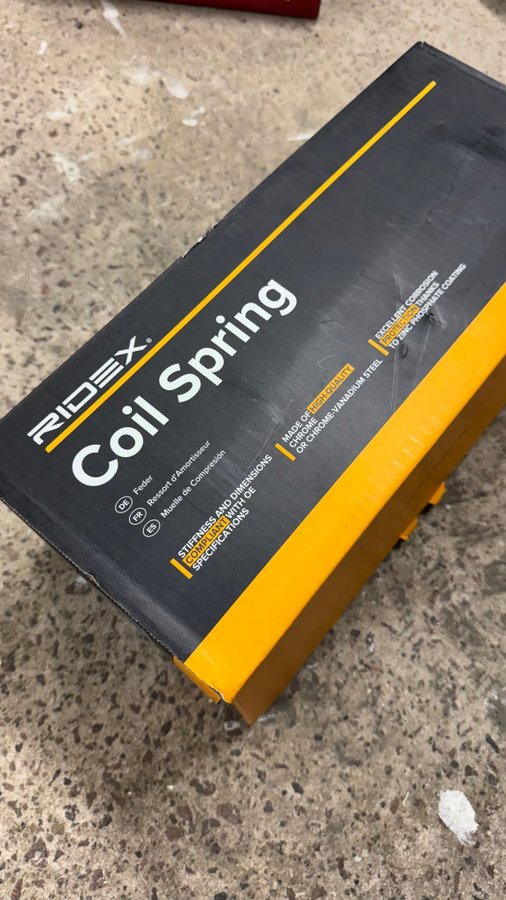 RIDEX®
Coil Spring
DE Feder
FR Ressort d'Amortisseur
ES Muelle de Compresión
STIFFNESS AND DIMENSIONS
COMPLIANT WITH OE
SPECIFICATIONS
MADE OF HIGH-QUALITY
CHROME
OR CHROME-VANADIUM STEEL
EXCELLENT CORROSION
PROTECTION THANKS
TO ZINC PHOSPHATE COATING